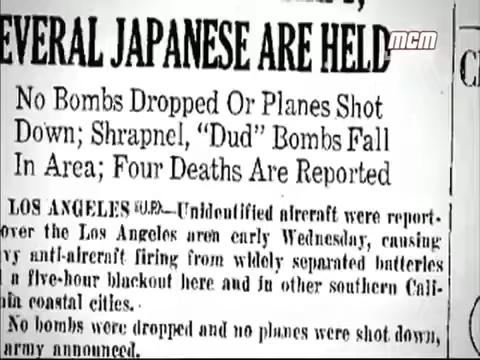 EVERAL JAPANESE ARE HELD
mcm
No Bombs Dropped Or Planes Shot
Down; Shrapnel, "Dud" Bombs Fall
In Area; Four Deaths Are Reported
LOS ANGELES (U.P.)—Unidentified aircraft were report-
over the Los Angeles area early Wednesday, causing
vy anti-aircraft firing from widely separated batteries
a five-hour blackout here and in other southern Cali-
nia coastal cities.
No bombs were dropped and no planes were shot down,
army announced.